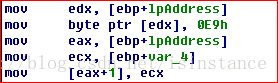 mov edx, [ebp+lpAddress]
mov byte ptr [edx], 0E9h
mov eax, [ebp+lpAddress]
mov ecx, [ebp+var_4]
mov [eax+1], ecx